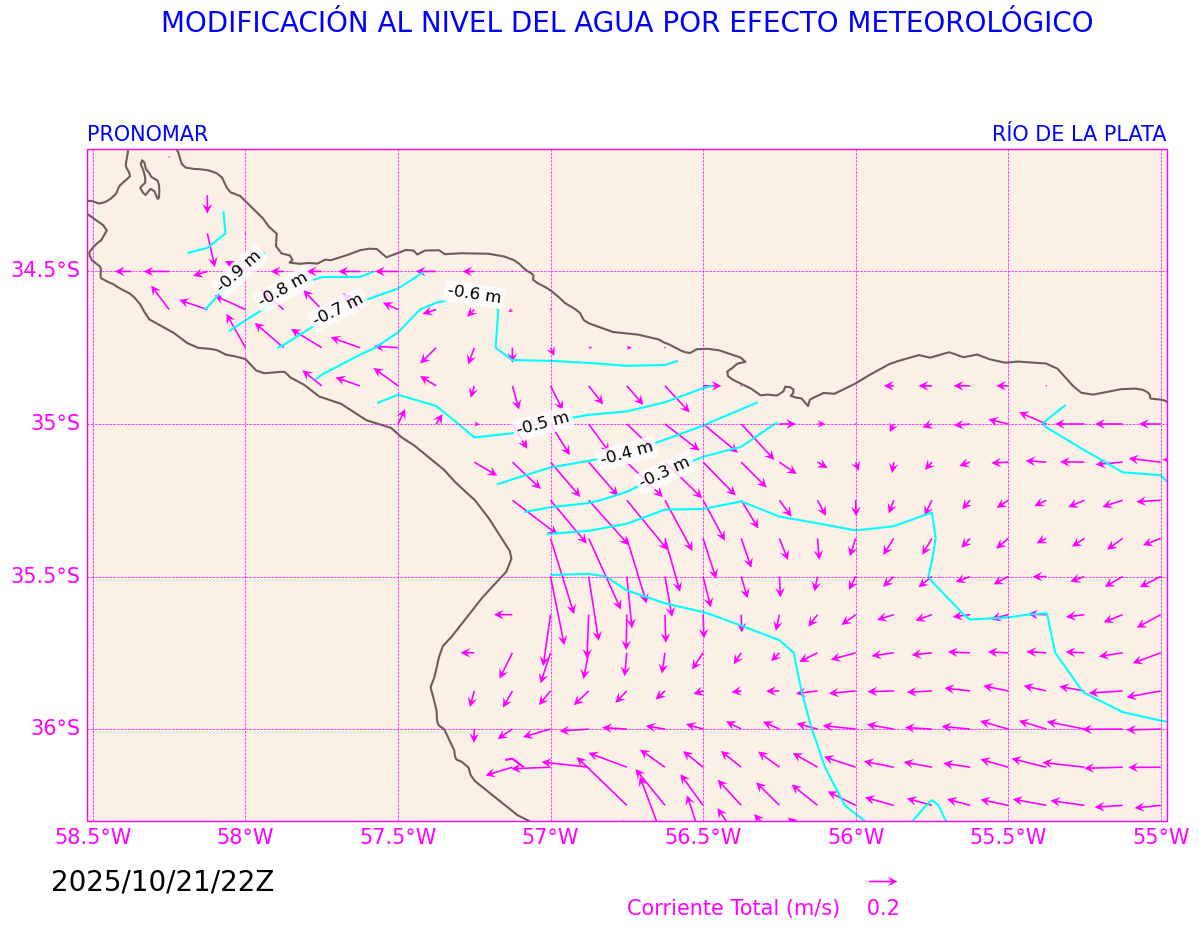 MODIFICACIÓN AL NIVEL DEL AGUA POR EFECTO METEOROLÓGICO
PRONOMAR RÍO DE LA PLATA
34.5°S
35°S
35.5°S
36°S
-0.9 m
-0.8 m
-0.7 m
-0.6 m
-0.5 m
-0.4 m
-0.3 m
58.5°W 58°W 57.5°W 57°W 56.5°W 56°W 55.5°W 55°W
2025/10/21/22Z
Corriente Total (m/s) 0.2